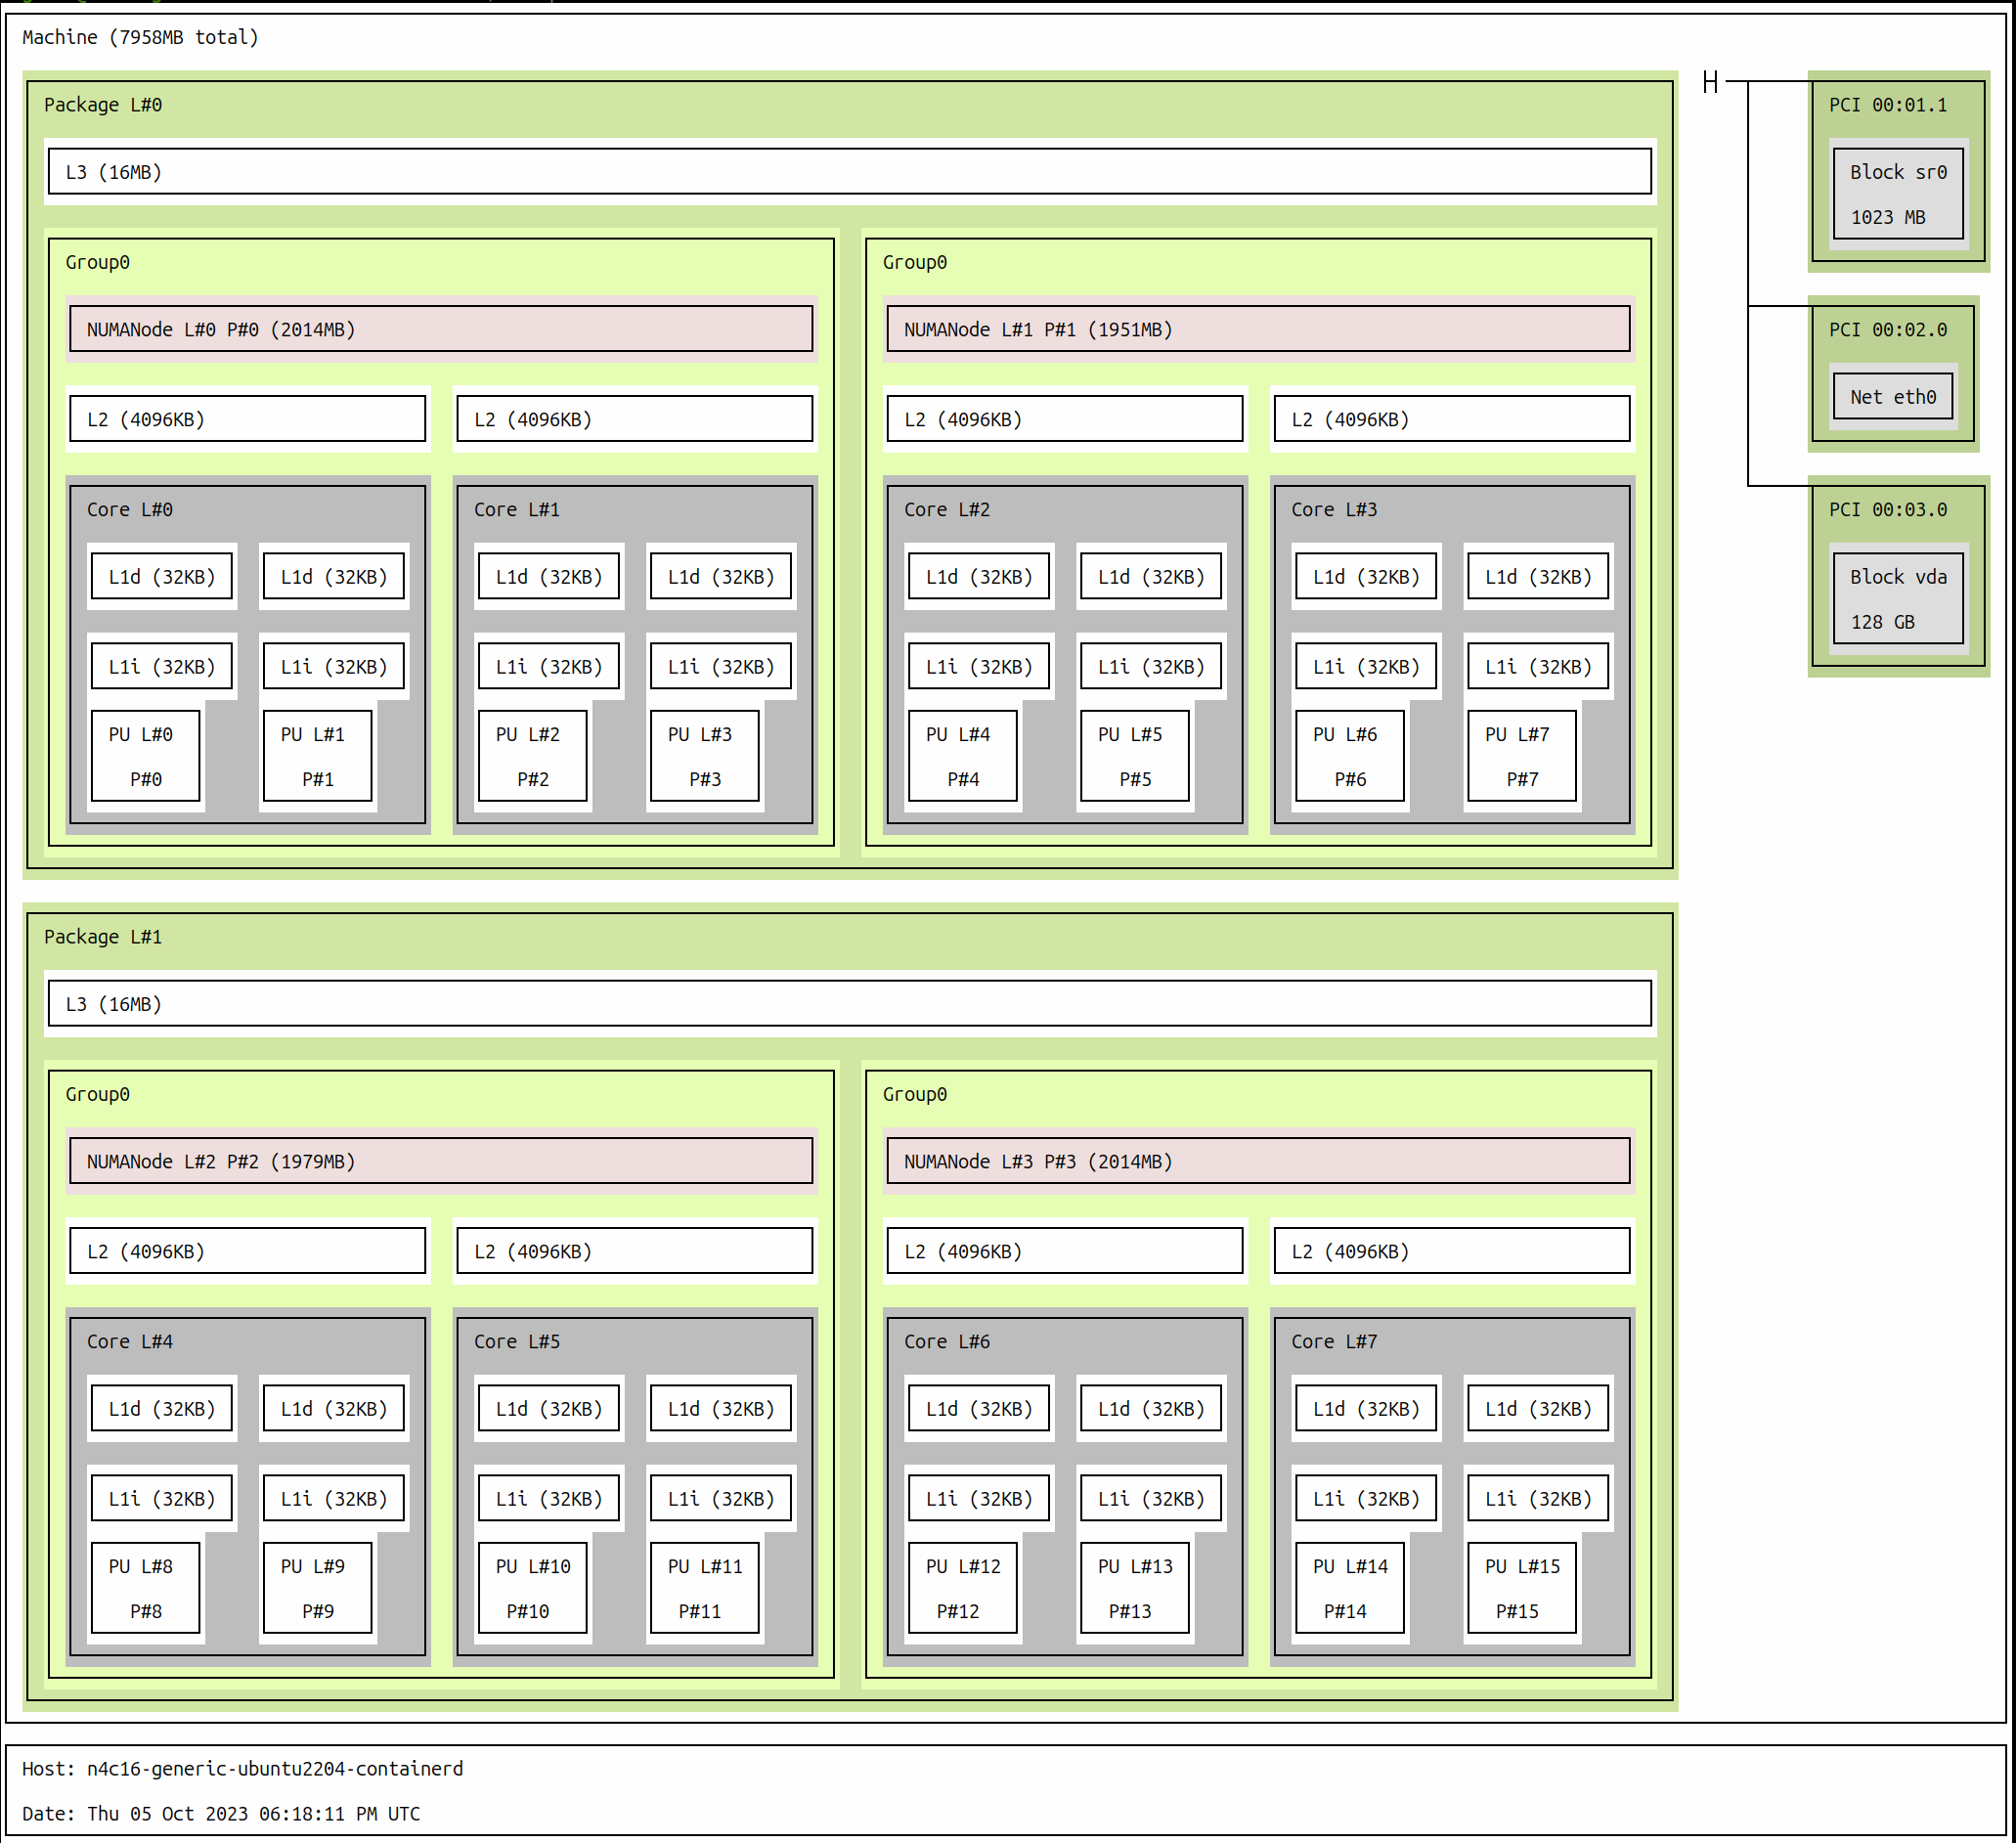 Machine (7958MB total)
Package L#0
L3 (16MB)
Group0
NUMANode L#0 P#0 (2014MB)
L2 (4096KB)
L2 (4096KB)
Core L#0
L1d (32KB)
L1d (32KB)
L1i (32KB)
L1i (32KB)
PU L#0
P#0
PU L#1
P#1
Core L#1
L1d (32KB)
L1d (32KB)
L1i (32KB)
L1i (32KB)
PU L#2
P#2
PU L#3
P#3
Group0
NUMANode L#1 P#1 (1951MB)
L2 (4096KB)
L2 (4096KB)
Core L#2
L1d (32KB)
L1d (32KB)
L1i (32KB)
L1i (32KB)
PU L#4
P#4
PU L#5
P#5
Core L#3
L1d (32KB)
L1d (32KB)
L1i (32KB)
L1i (32KB)
PU L#6
P#6
PU L#7
P#7
PCI 00:01.1
Block sr0
1023 MB
PCI 00:02.0
Net eth0
PCI 00:03.0
Block vda
128 GB
Package L#1
L3 (16MB)
Group0
NUMANode L#2 P#2 (1979MB)
L2 (4096KB)
L2 (4096KB)
Core L#4
L1d (32KB)
L1d (32KB)
L1i (32KB)
L1i (32KB)
PU L#8
P#8
PU L#9
P#9
Core L#5
L1d (32KB)
L1d (32KB)
L1i (32KB)
L1i (32KB)
PU L#10
P#10
PU L#11
P#11
Group0
NUMANode L#3 P#3 (2014MB)
L2 (4096KB)
L2 (4096KB)
Core L#6
L1d (32KB)
L1d (32KB)
L1i (32KB)
L1i (32KB)
PU L#12
P#12
PU L#13
P#13
Core L#7
L1d (32KB)
L1d (32KB)
L1i (32KB)
L1i (32KB)
PU L#14
P#14
PU L#15
P#15
Host: n4c16-generic-ubuntu2204-containerd
Date: Thu 05 Oct 2023 06:18:11 PM UTC